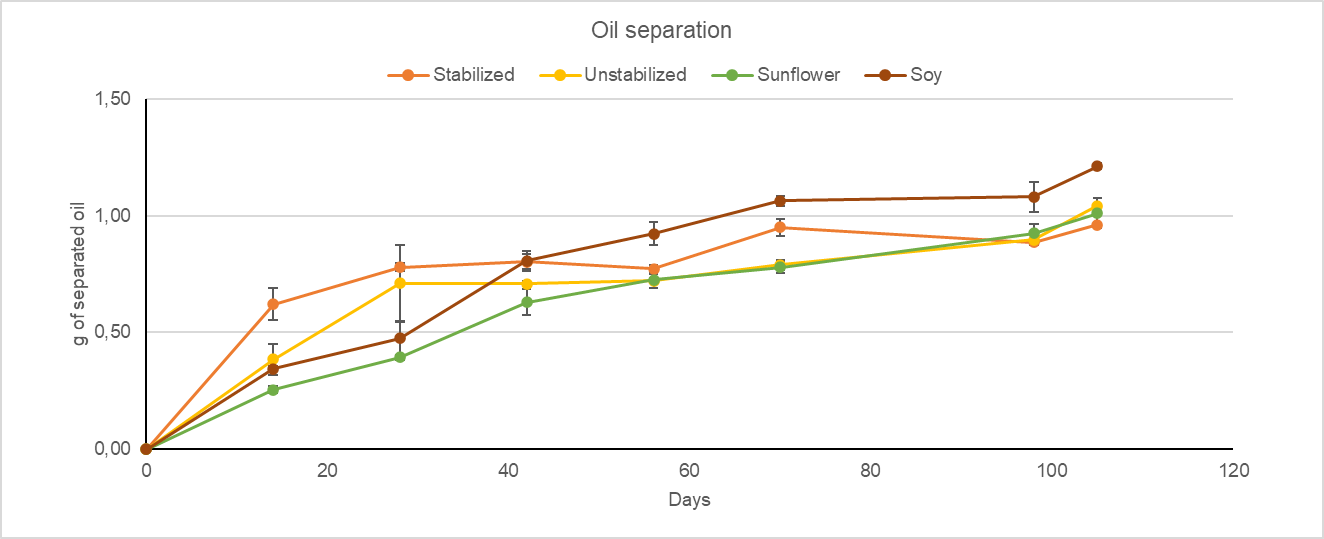 Oil separation
Stabilized Unstabilized Sunflower Soy
1,50
1,00
0,50
0,00
g of separated oil
0 20 40 60 80 100 120
Days